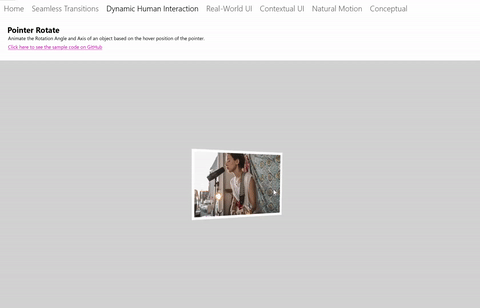 Home Seamless Transitions Dynamic Human Interaction Real-World UI Contextual UI Natural Motion Conceptual
Pointer Rotate
Animate the Rotation Angle and Axis of an object based on the hover position of the pointer.
Click here to see the sample code on GitHub